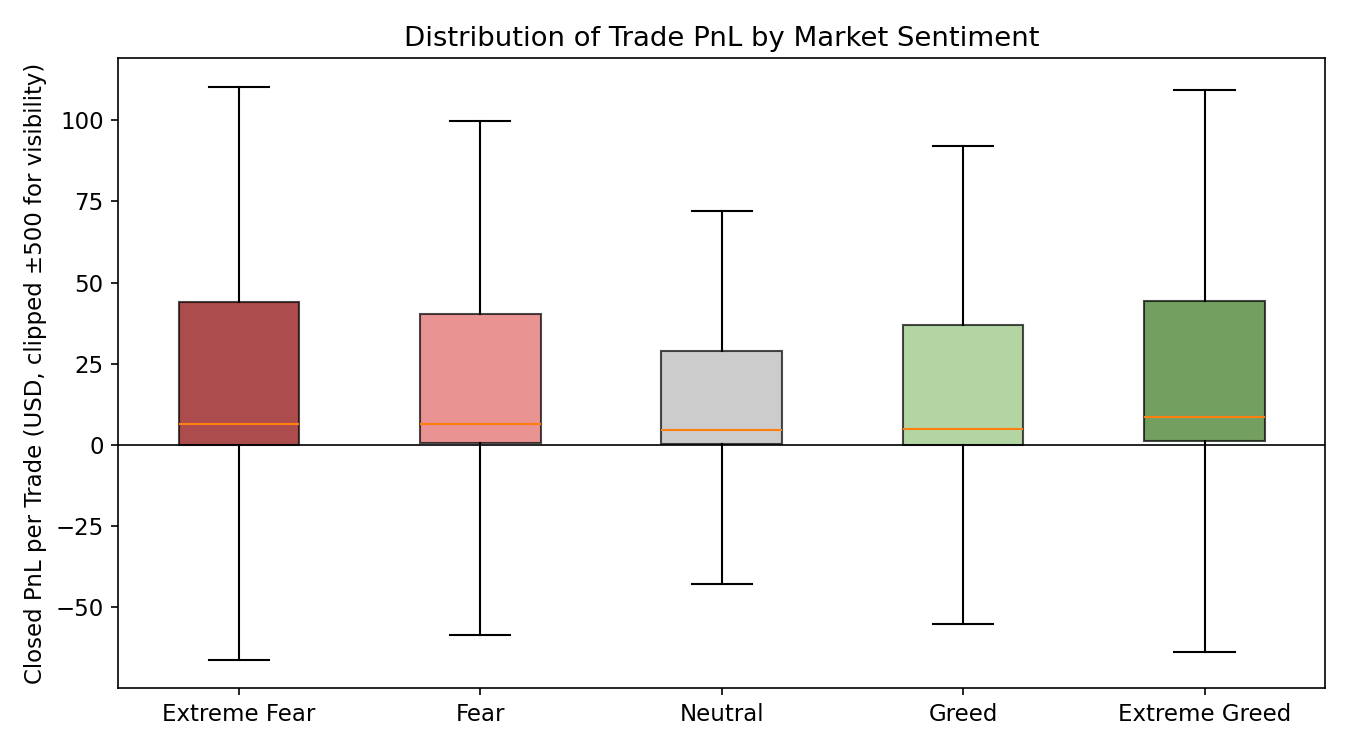 Distribution of Trade PnL by Market Sentiment
Closed PnL per Trade (USD, clipped ±500 for visibility)
100
75
50
25
0
−25
−50
Extreme Fear
Fear
Neutral
Greed
Extreme Greed